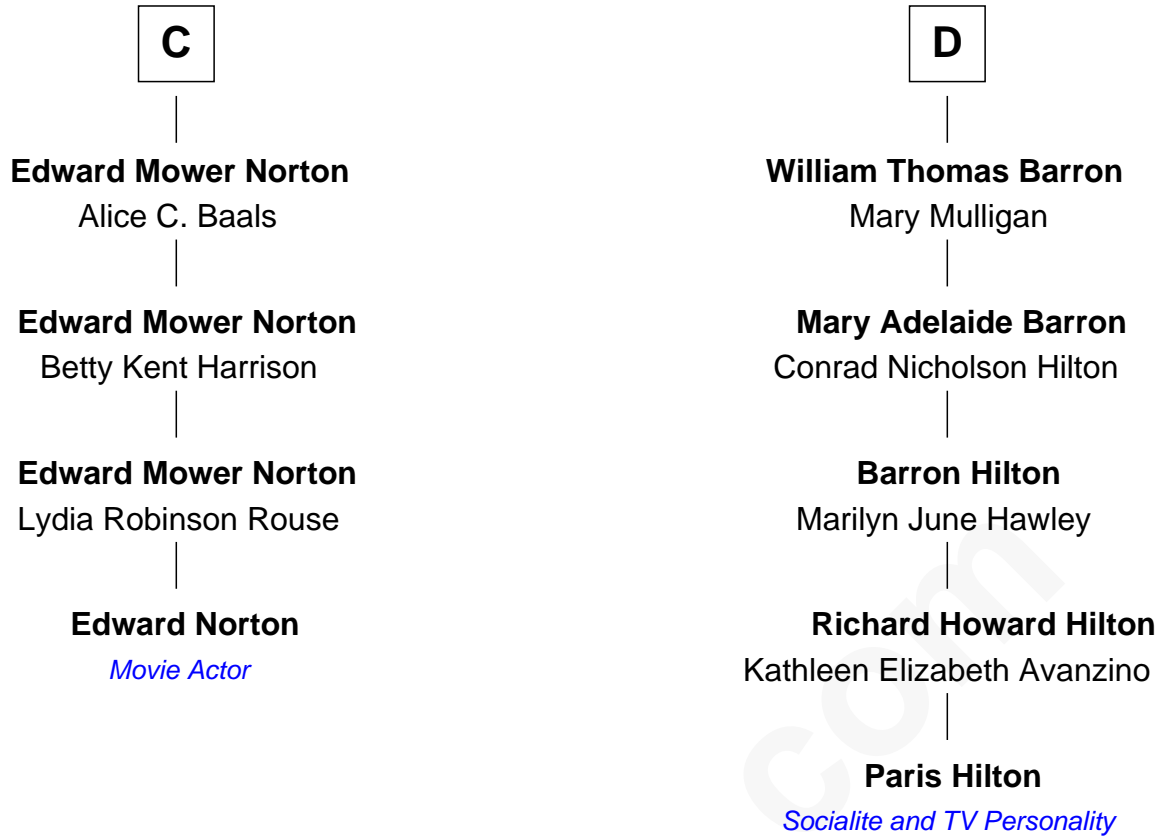 C
Edward Mower Norton
Alice C. Baals
Edward Mower Norton
Betty Kent Harrison
Edward Mower Norton
Lydia Robinson Rouse
Edward Norton
Movie Actor
D
William Thomas Barron
Mary Mulligan
Mary Adelaide Barron
Conrad Nicholson Hilton
Barron Hilton
Marilyn June Hawley
Richard Howard Hilton
Kathleen Elizabeth Avanzino
Paris Hilton
Socialite and TV Personality
com